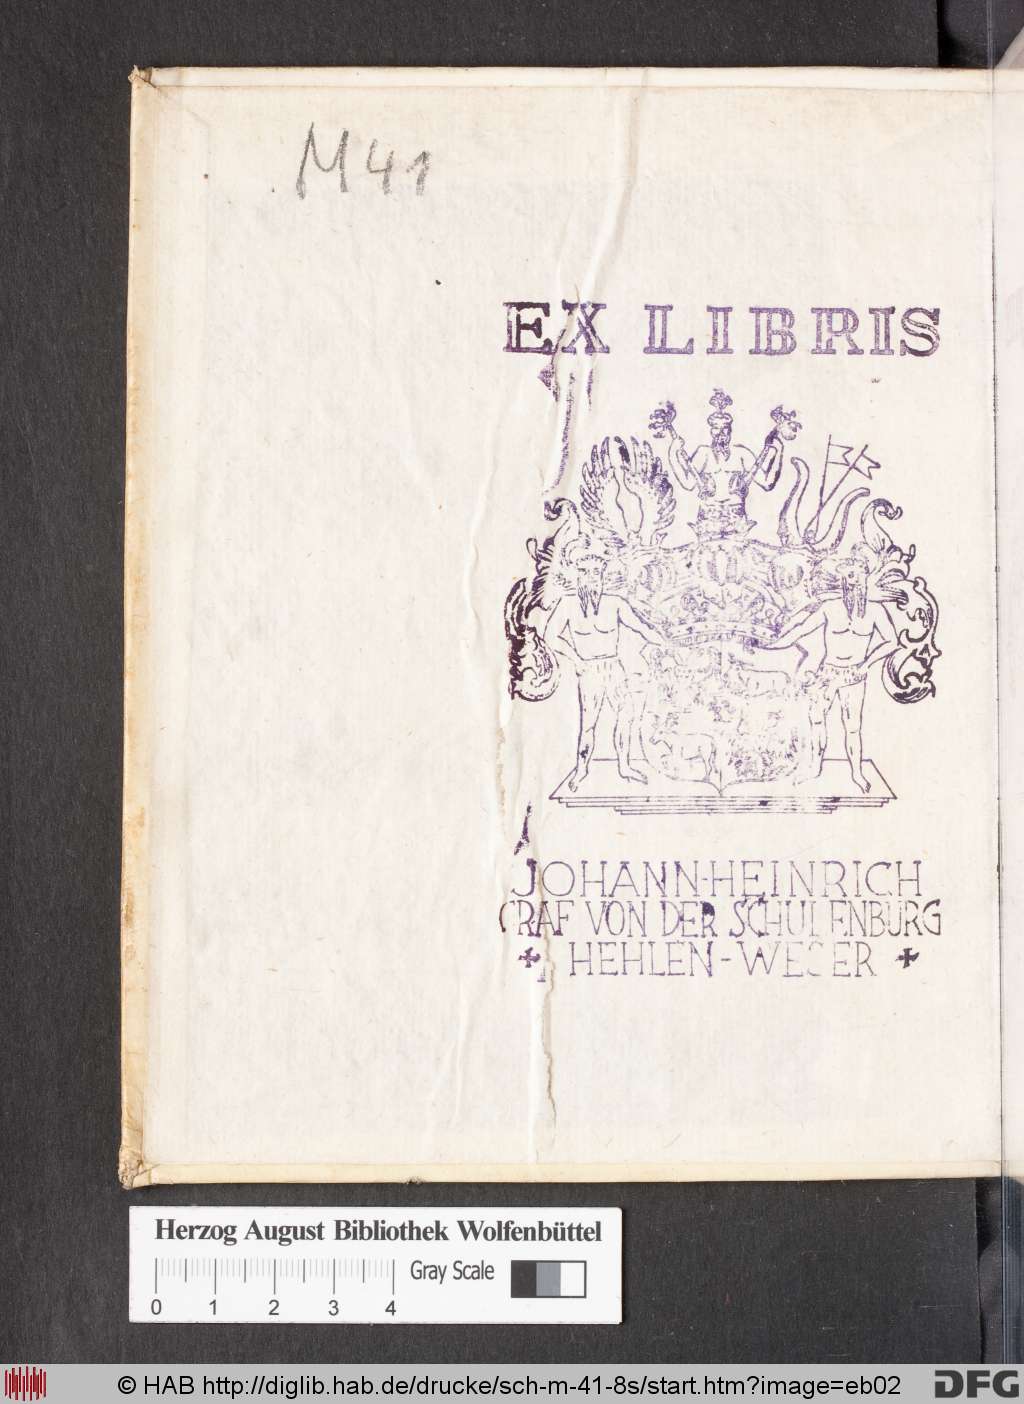 M 41
EX LIBRIS
JOHANN-HEINRICH
GRAF VON DER SCHULENBURG
HEHLEN-WESER
Herzog August Bibliothek Wolfenbüttel
Gray Scale
0 1 2 3 4
© HAB http://diglib.hab.de/drucke/sch-m-41-8s/start.htm?image=eb02
DFG